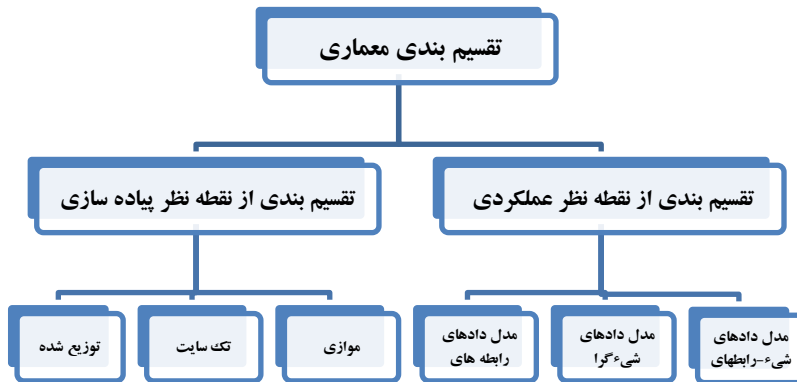 تقسیم بندی معماری
تقسیم بندی از نقطه نظر عملکردی
تقسیم بندی از نقطه نظر پیاده سازی
مدل دادهای
شیء-رابطهای
مدل دادهای
شیءگرا
مدل دادهای
رابطه های
موازی
تک سایت
توزیع شده